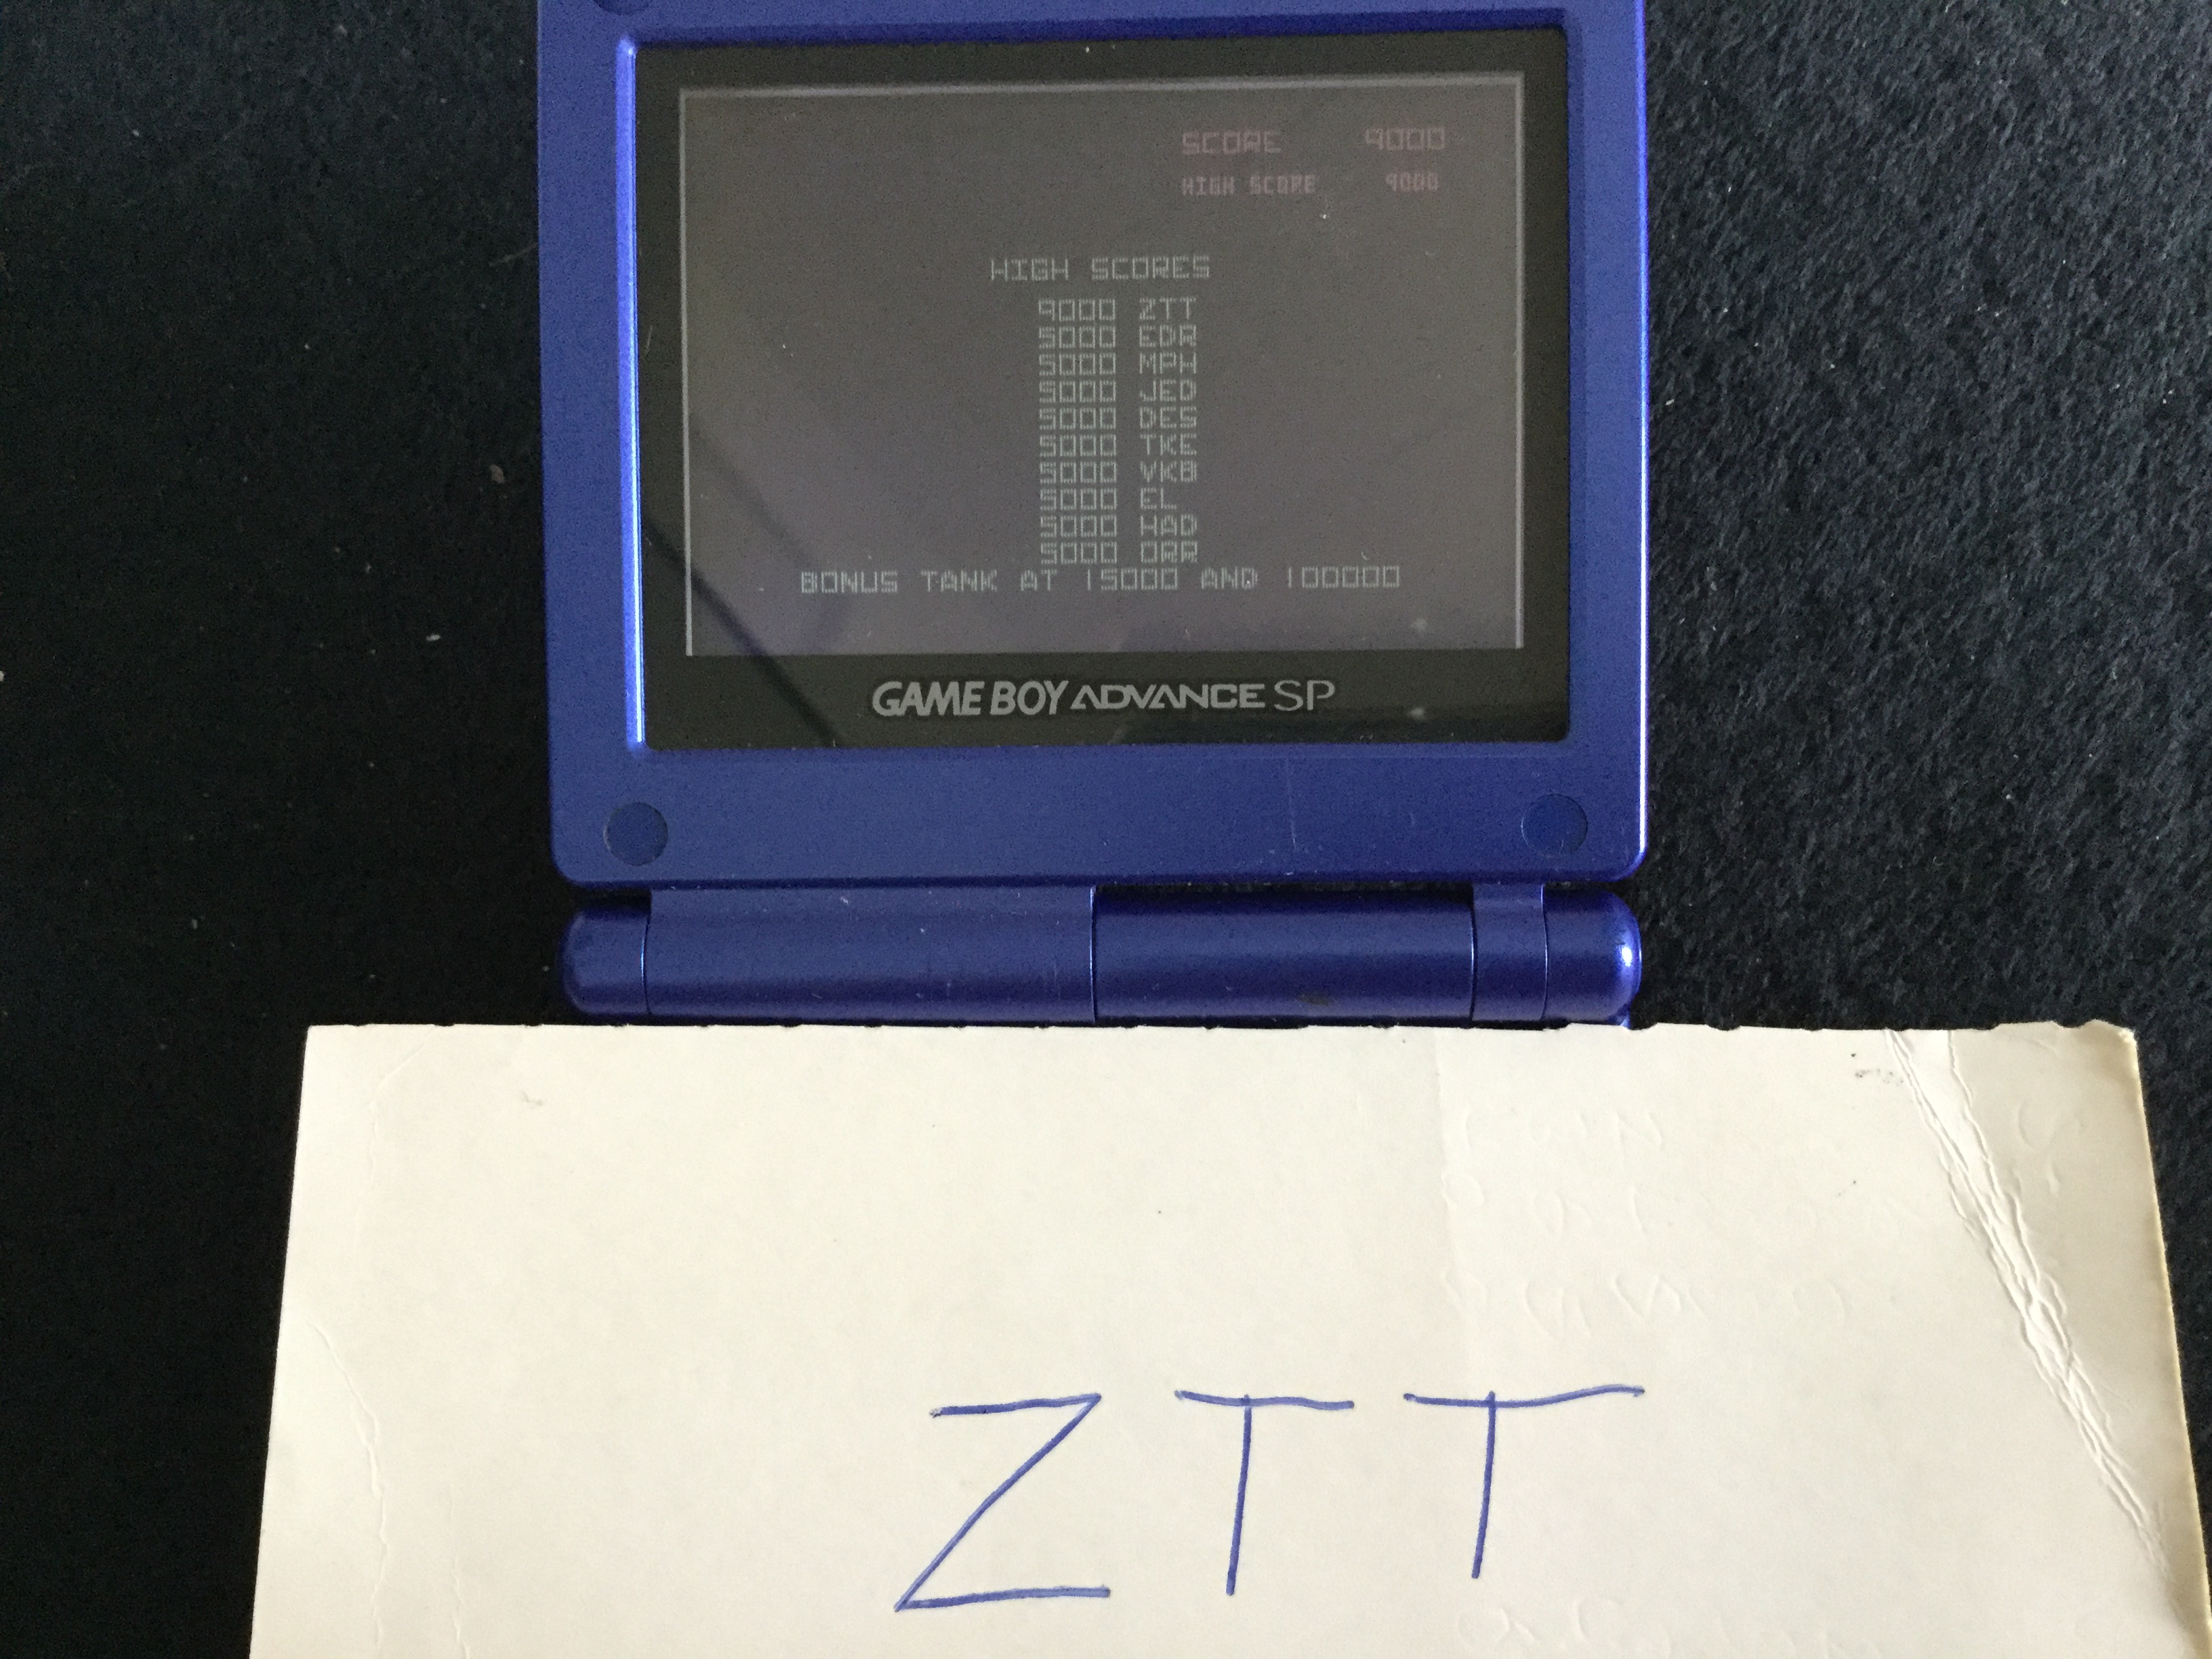 SCORE 9000
HIGH SCORE 9000
HIGH SCORES
9000 ZTT
5000 EDR
5000 MPH
5000 JED
5000 DES
5000 TKE
5000 VKB
5000 EL
5000 HAD
5000 ORR
BONUS TANK AT 15000 AND 100000
GAME BOY ADVANCE SP
ZTT